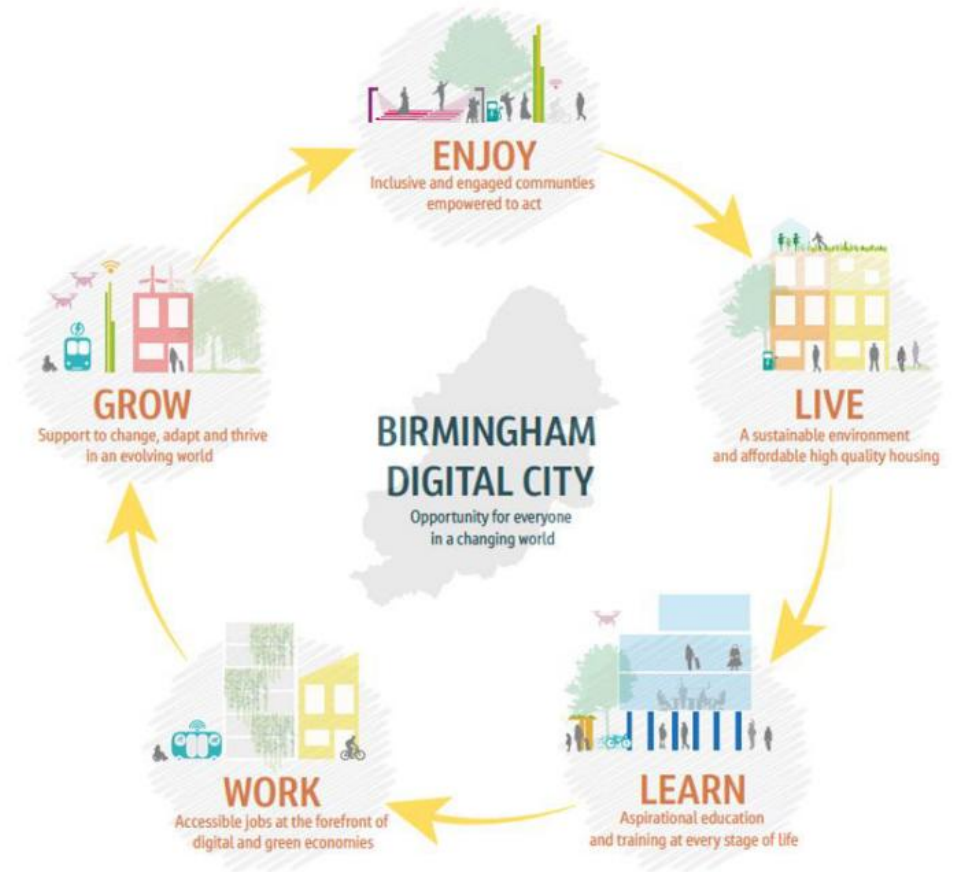 ENJOY
Inclusive and engaged communties
empowered to act
LIVE
A sustainable environment
and affordable high quality housing
LEARN
Aspirational education
and training at every stage of life
WORK
Accessible jobs at the forefront of
digital and green economies
GROW
Support to change, adapt and thrive
in an evolving world
BIRMINGHAM
DIGITAL CITY
Opportunity for everyone
in a changing world